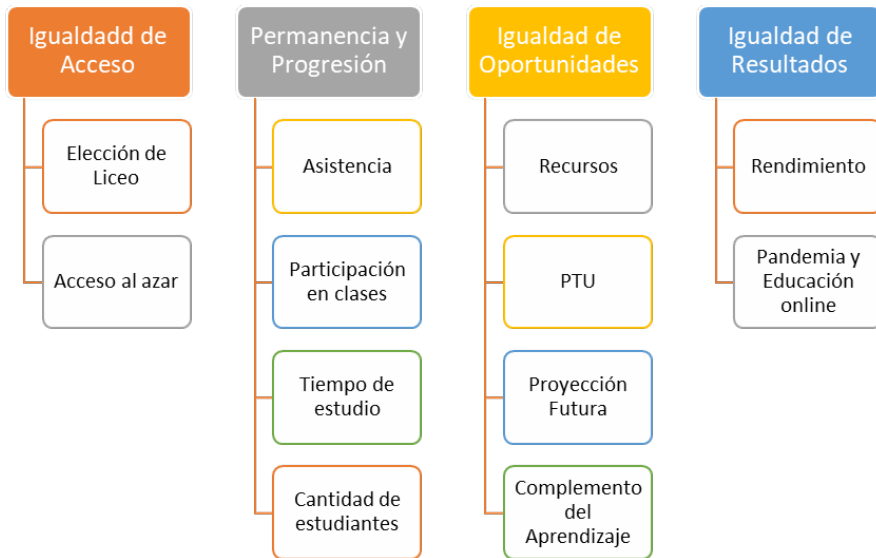 Igualdadd de
Acceso
Elección de
Liceo
Acceso al azar
Permanencia y
Progresión
Asistencia
Participación
en clases
Tiempo de
estudio
Cantidad de
estudiantes
Igualdad de
Oportunidades
Recursos
PTU
Proyección
Futura
Complemento
del
Aprendizaje
Igualdad de
Resultados
Rendimiento
Pandemia y
Educación
online